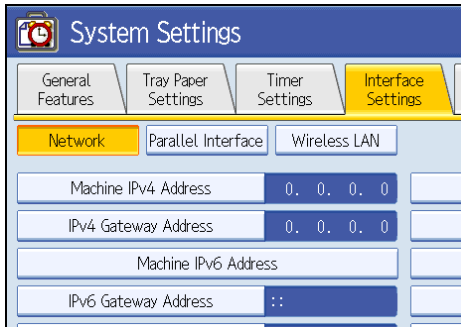 System Settings
General Features
Tray Paper Settings
Timer Settings
Interface Settings
Network
Parallel Interface
Wireless LAN
Machine IPv4 Address 0. 0. 0. 0
IPv4 Gateway Address 0. 0. 0. 0
Machine IPv6 Address
IPv6 Gateway Address ::